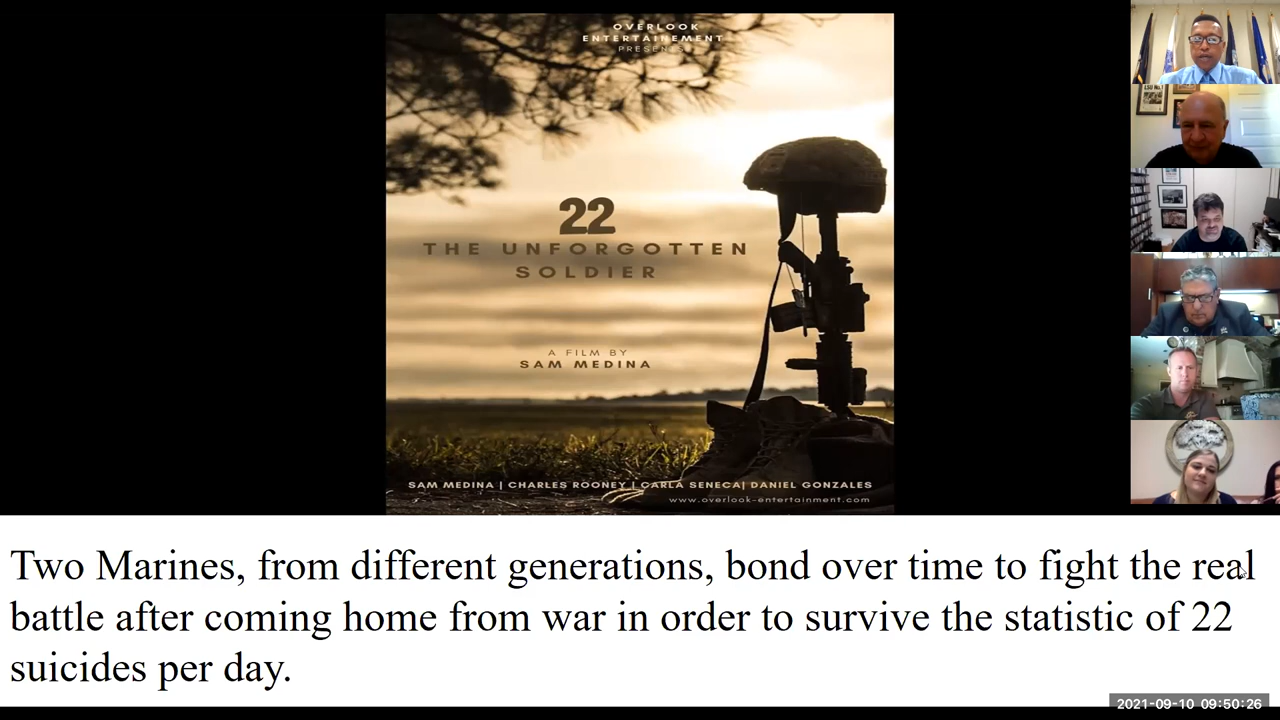 OVERLOOK
ENTERTAINEMENT
PRESENTS
22
THE UNFORGOTTEN
SOLDIER
A FILM BY
SAM MEDINA
SAM MEDINA | CHARLES ROONEY | CARLA SENECA| DANIEL GONZALES
www.overlook-entertainment.com
Two Marines, from different generations, bond over time to fight the real
battle after coming home from war in order to survive the statistic of 22
suicides per day.
2021-09-10 09:50:26